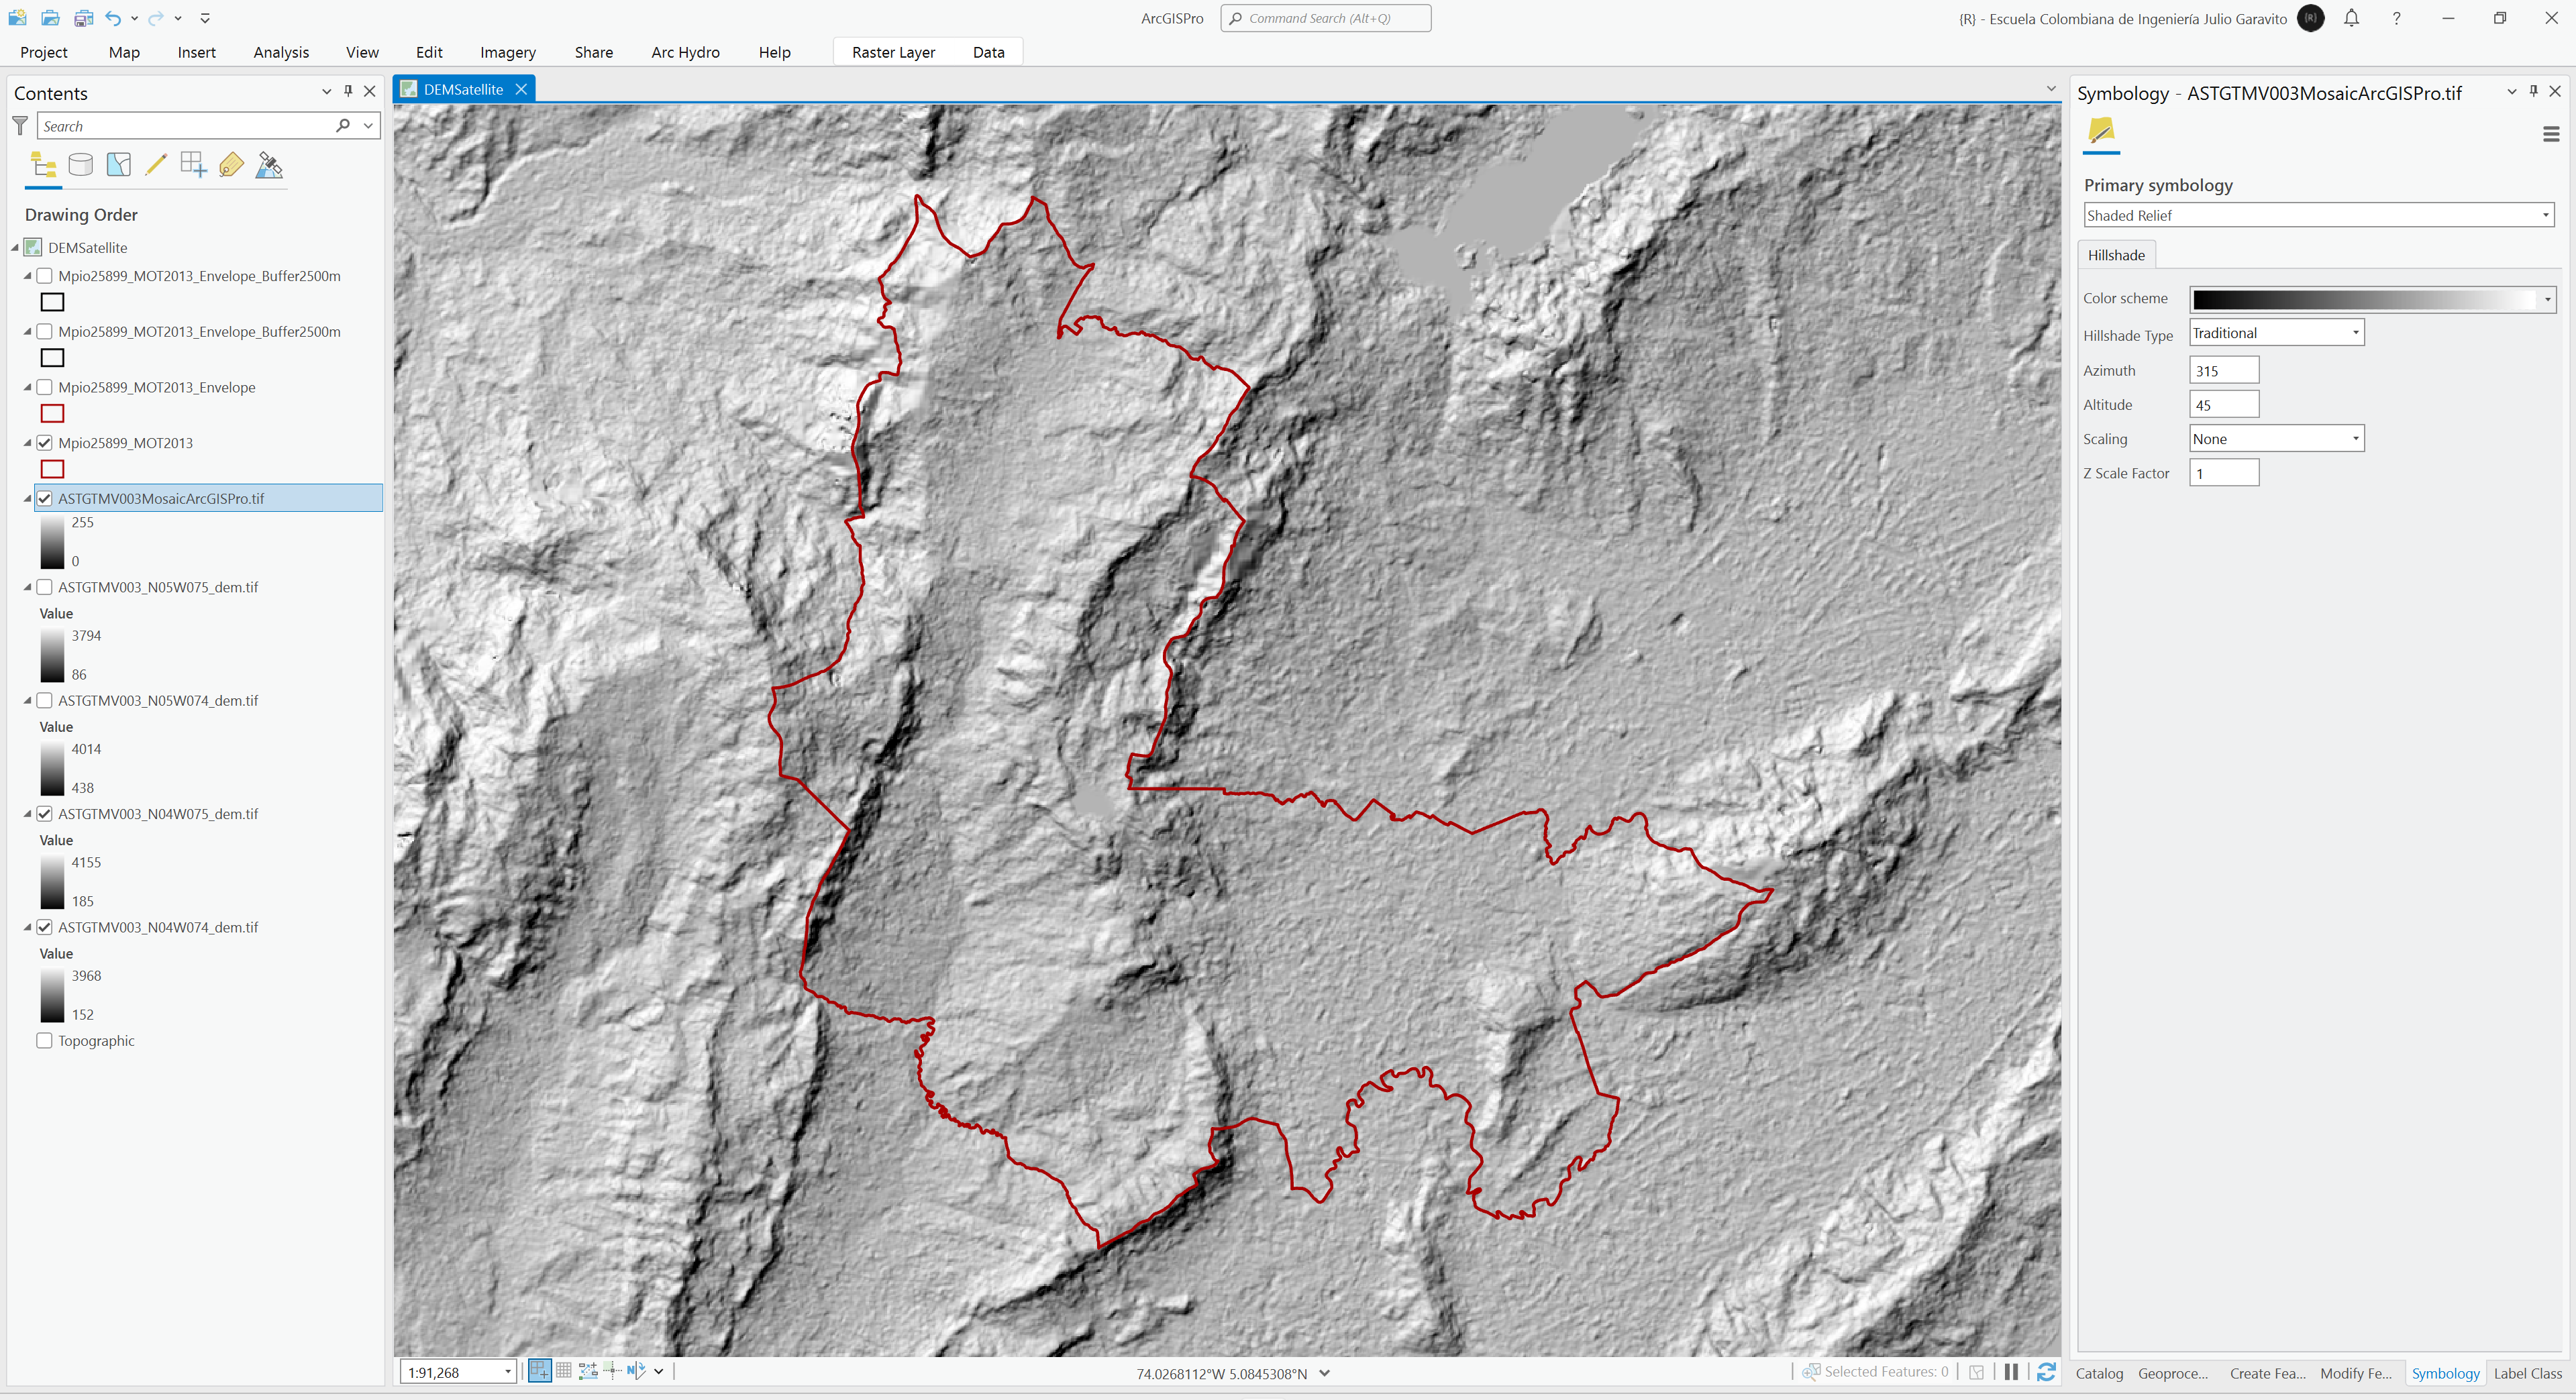 ArcGISPro
Command Search (Alt+Q)
{R} - Escuela Colombiana de Ingeniería Julio Garavito
{R}
?
Project
Map
Insert
Analysis
View
Edit
Imagery
Share
Arc Hydro
Help
Raster Layer
Data
Contents
Search
Drawing Order
DEMSatellite
Mpio25899_MOT2013_Envelope_Buffer2500m
Mpio25899_MOT2013_Envelope_Buffer2500m
Mpio25899_MOT2013_Envelope
Mpio25899_MOT2013
ASTGTMV003MosaicArcGISPro.tif
255
0
ASTGTMV003_N05W075_dem.tif
Value
3794
86
ASTGTMV003_N05W074_dem.tif
Value
4014
438
ASTGTMV003_N04W075_dem.tif
Value
4155
185
ASTGTMV003_N04W074_dem.tif
Value
3968
152
Topographic
DEMSatellite
1:91,268
74.0268112°W 5.0845308°N
Selected Features: 0
Symbology - ASTGTMV003MosaicArcGISPro.tif
Primary symbology
Shaded Relief
Hillshade
Color scheme
Hillshade Type Traditional
Azimuth 315
Altitude 45
Scaling None
Z Scale Factor 1
Catalog
Geoproce...
Create Fea...
Modify Fe...
Symbology
Label Class